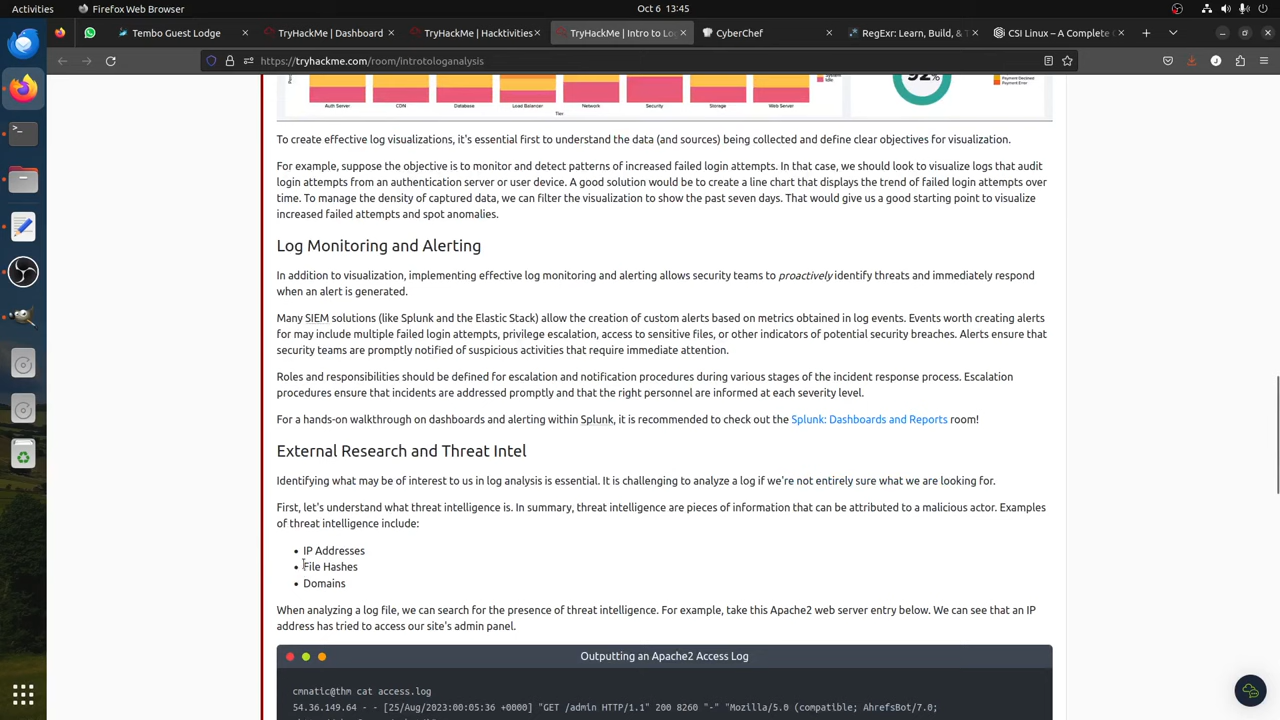 Activities
Firefox Web Browser
Oct 6 13:45
Tembo Guest Lodge
TryHackMe | Dashboard
TryHackMe | Hacktivities
TryHackMe | Intro to Lo
CyberChef
RegExr: Learn, Build, & T
CSI Linux — A Complete C
https://tryhackme.com/room/introtologanalysis
Auth Server
CDN
Database
Load Balancer
Network
Security
Storage
Web Server
Tier
System
Idle
92%
Payment Declined
Payment Error
To create effective log visualizations, it's essential first to understand the data (and sources) being collected and define clear objectives for visualization.
For example, suppose the objective is to monitor and detect patterns of increased failed login attempts. In that case, we should look to visualize logs that audit
login attempts from an authentication server or user device. A good solution would be to create a line chart that displays the trend of failed login attempts over
time. To manage the density of captured data, we can filter the visualization to show the past seven days. That would give us a good starting point to visualize
increased failed attempts and spot anomalies.
Log Monitoring and Alerting
In addition to visualization, implementing effective log monitoring and alerting allows security teams to proactively identify threats and immediately respond
when an alert is generated.
Many SIEM solutions (like Splunk and the Elastic Stack) allow the creation of custom alerts based on metrics obtained in log events. Events worth creating alerts
for may include multiple failed login attempts, privilege escalation, access to sensitive files, or other indicators of potential security breaches. Alerts ensure that
security teams are promptly notified of suspicious activities that require immediate attention.
Roles and responsibilities should be defined for escalation and notification procedures during various stages of the incident response process. Escalation
procedures ensure that incidents are addressed promptly and that the right personnel are informed at each severity level.
For a hands-on walkthrough on dashboards and alerting within Splunk, it is recommended to check out the Splunk: Dashboards and Reports room!
External Research and Threat Intel
Identifying what may be of interest to us in log analysis is essential. It is challenging to analyze a log if we're not entirely sure what we are looking for.
First, let's understand what threat intelligence is. In summary, threat intelligence are pieces of information that can be attributed to a malicious actor. Examples
of threat intelligence include:
• IP Addresses
• File Hashes
• Domains
When analyzing a log file, we can search for the presence of threat intelligence. For example, take this Apache2 web server entry below. We can see that an IP
address has tried to access our site's admin panel.
Outputting an Apache2 Access Log
cmnatic@thm cat access.log
54.36.149.64 - - [25/Aug/2023:00:05:36 +0000] "GET /admin HTTP/1.1" 200 8260 "-" "Mozilla/5.0 (compatible; AhrefsBot/7.0;